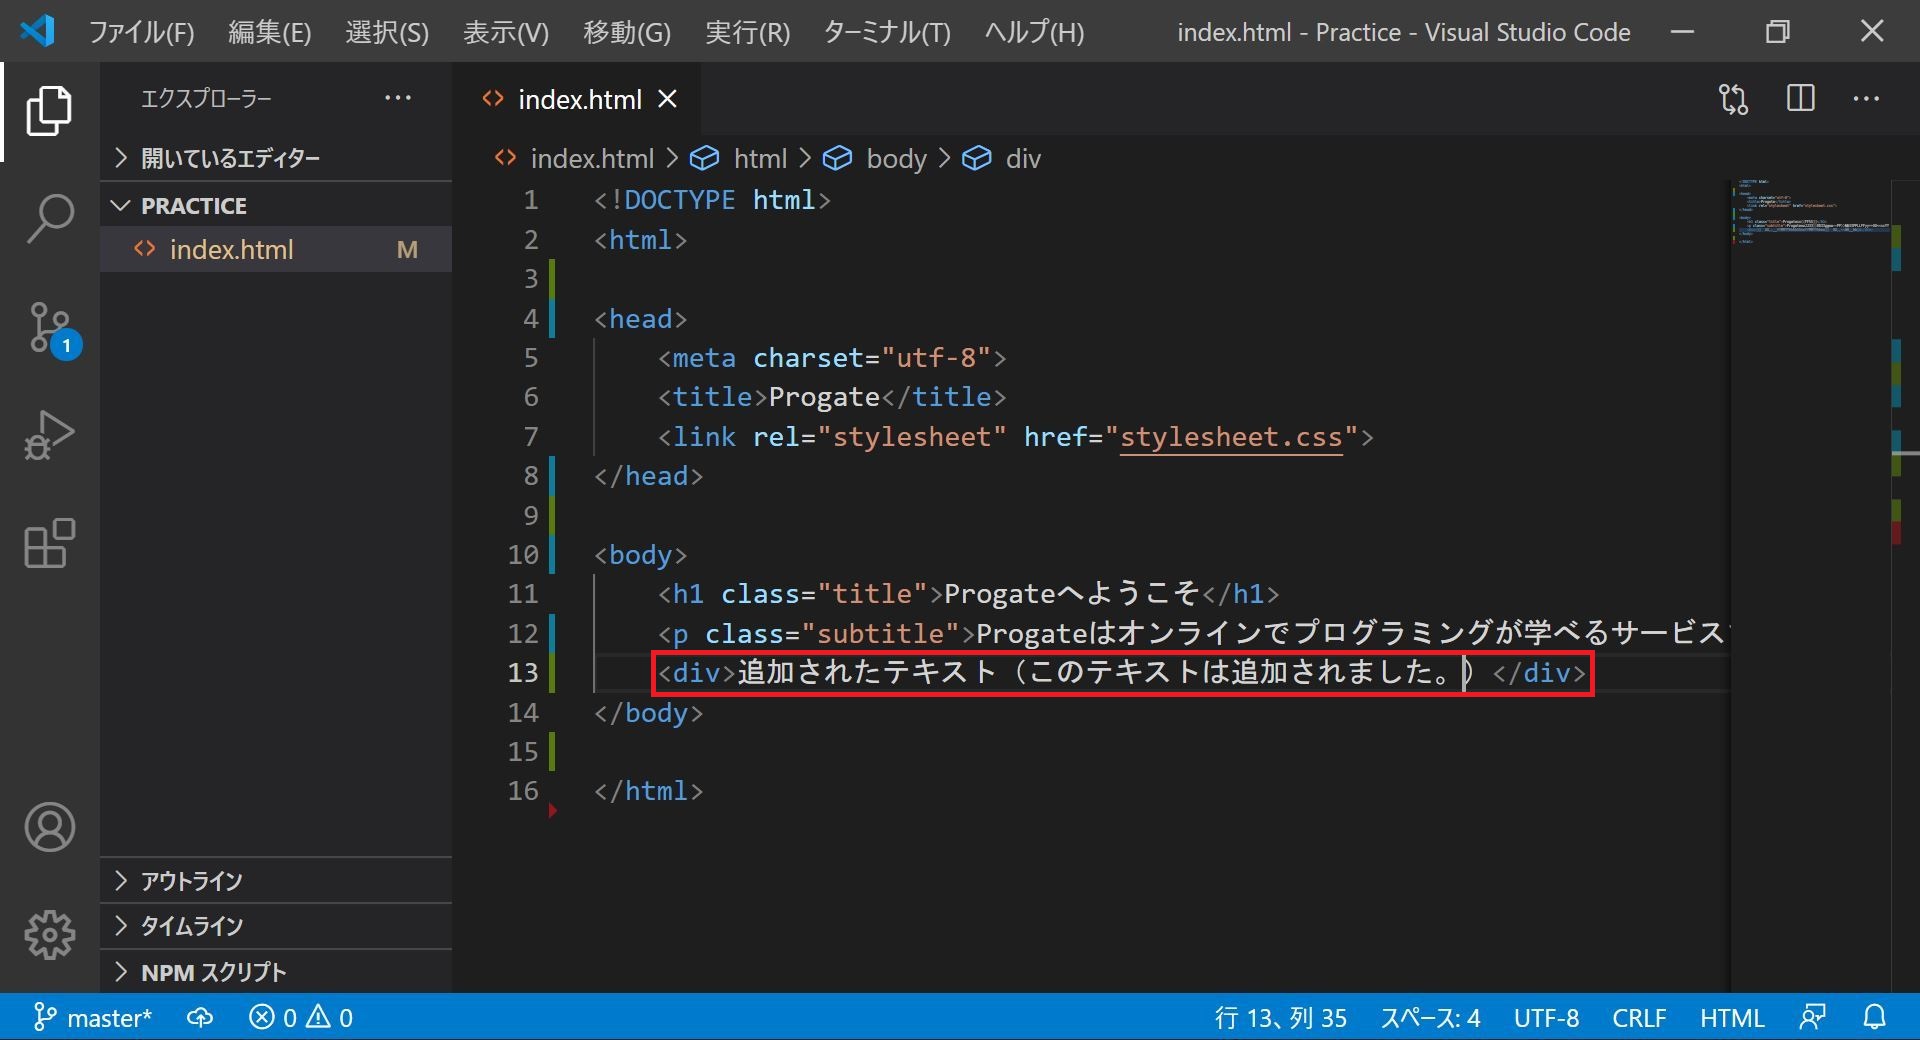 ファイル(F) 編集(E) 選択(S) 表示(V) 移動(G) 実行(R) ターミナル(T) ヘルプ(H) index.html - Practice - Visual Studio Code
エクスプローラー
開いているエディター
PRACTICE
index.html M
1
アウトライン
タイムライン
NPM スクリプト
index.html
index.html > html > body > div
1 <!DOCTYPE html>
2 <html>
3
4 <head>
5 <meta charset="utf-8">
6 <title>Progate</title>
7 <link rel="stylesheet" href="stylesheet.css">
8 </head>
9
10 <body>
11 <h1 class="title">Progateへようこそ</h1>
12 <p class="subtitle">Progateはオンラインでプログラミングが学べるサービス
13 <div>追加されたテキスト（このテキストは追加されました。）</div>
14 </body>
15
16 </html>
master* 0 0 行 13、列 35 スペース: 4 UTF-8 CRLF HTML